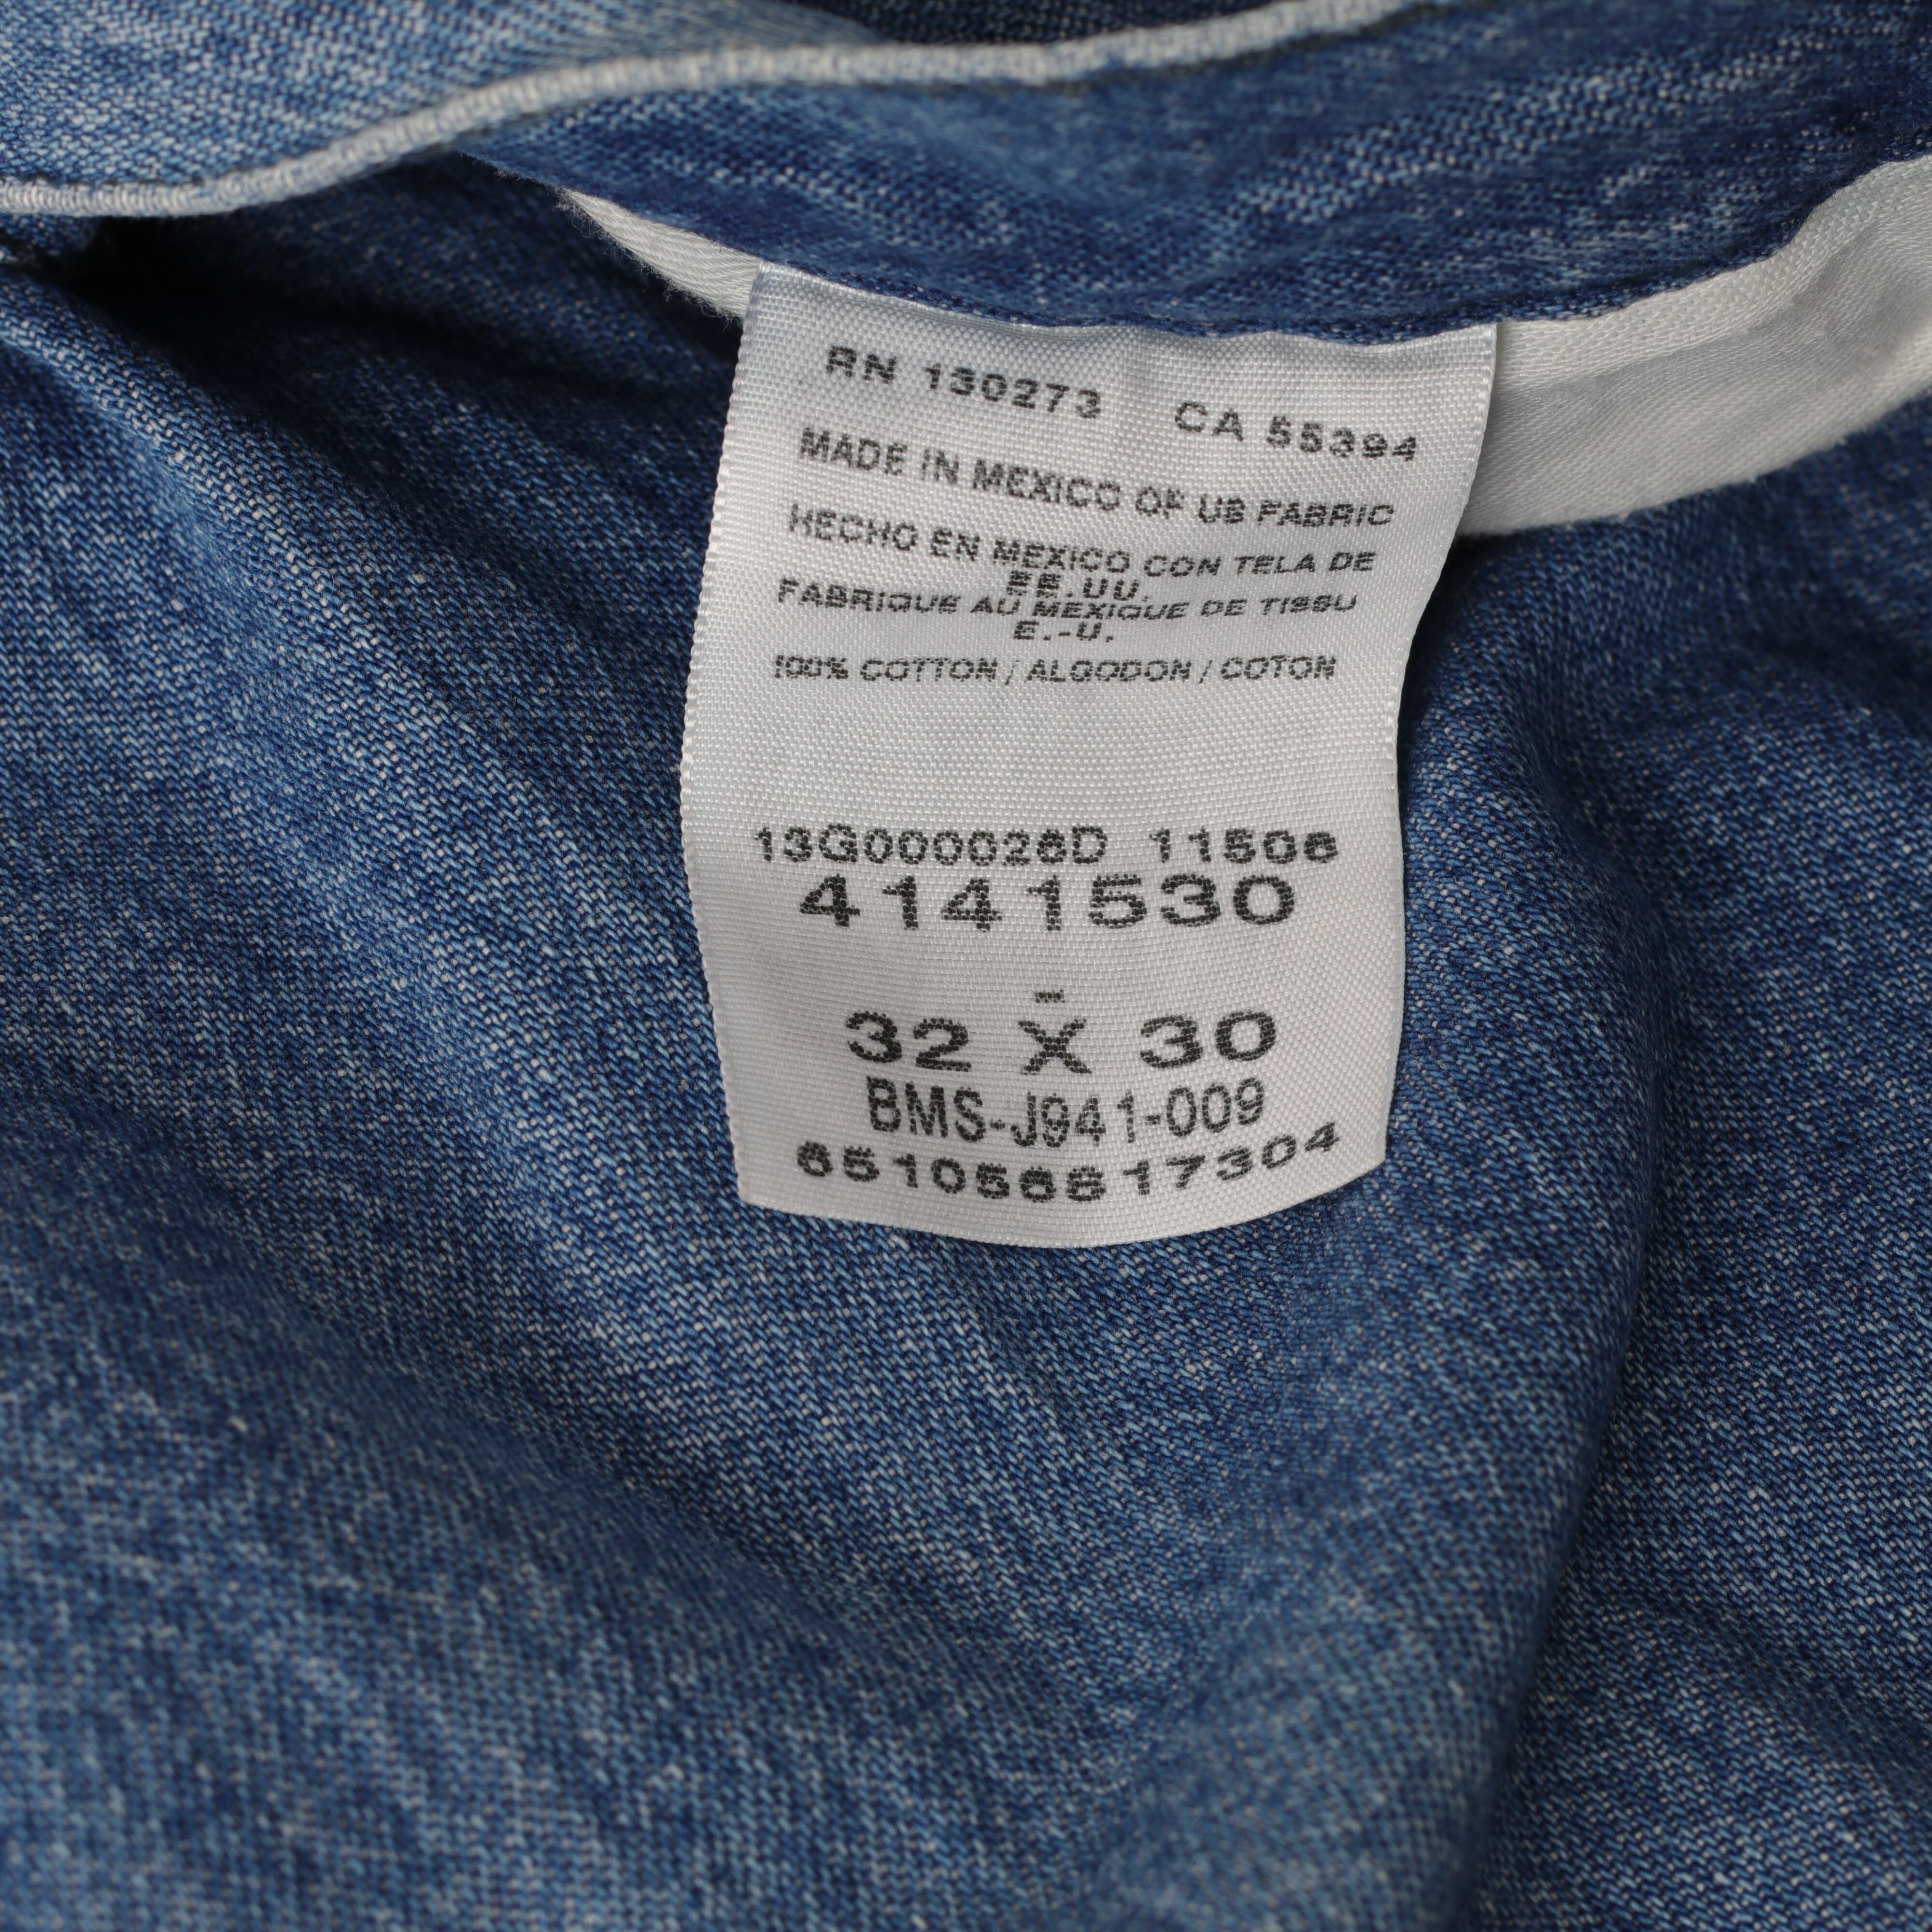 RN 130273 CA 55394
MADE IN MEXICO OF US FABRIC
HECHO EN MEXICO CON TELA DE
EE.UU.
FABRIQUE AU MEXIQUE DE TISSU
E.-U.
100% COTTON / ALGODON / COTON
13G000026D 11506
4141530
-
32 X 30
BMS-J941-009
651056617304